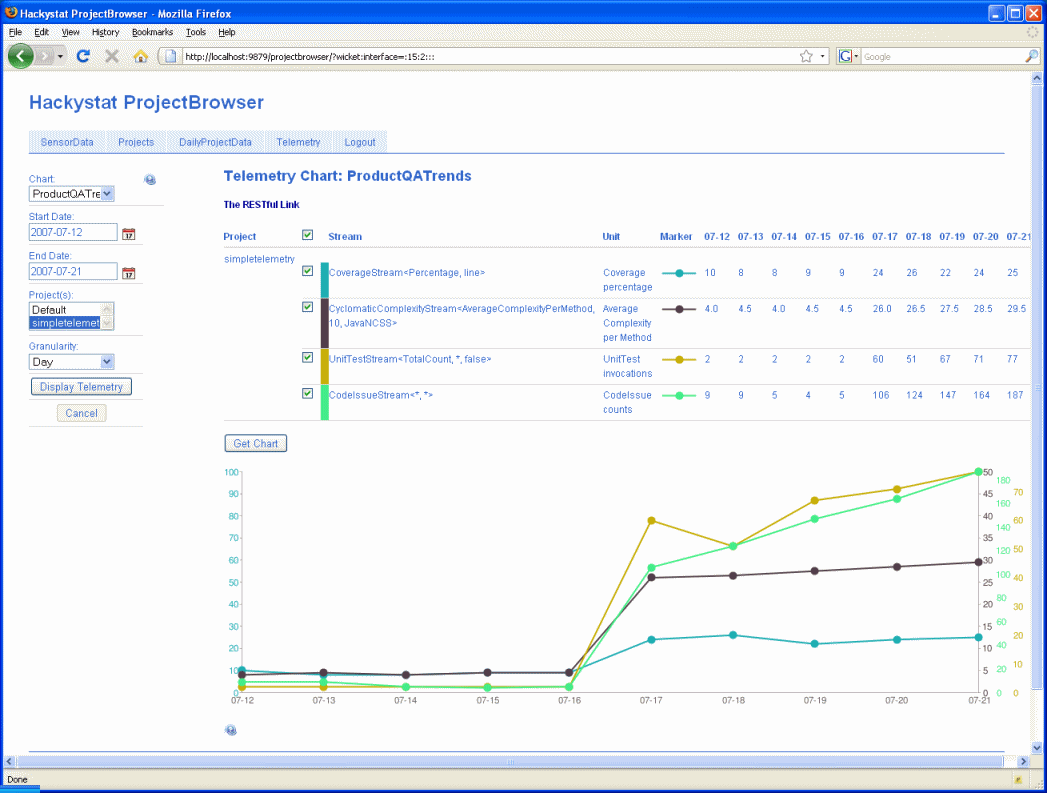 Hackystat ProjectBrowser - Mozilla Firefox
File Edit View History Bookmarks Tools Help
http://localhost:9879/projectbrowser/?wicket:interface=:15:2::: G Google
Hackystat ProjectBrowser
SensorData Projects DailyProjectData Telemetry Logout
Chart:
ProductQATre
Start Date:
2007-07-12 17
End Date:
2007-07-21 17
Project(s):
Default
simpletelemet
Granularity:
Day
Display Telemetry
Cancel
Telemetry Chart: ProductQATrends
The RESTful Link
Project Stream Unit Marker 07-12 07-13 07-14 07-15 07-16 07-17 07-18 07-19 07-20 07-21
simpletelemetry
CoverageStream<Percentage, line> Coverage 10 8 8 9 9 24 26 22 24 25
percentage
CyclomaticComplexityStream<AverageComplexityPerMethod, Average 4.0 4.5 4.0 4.5 4.5 26.0 26.5 27.5 28.5 29.5
10, JavaNCSS> Complexity
per Method
UnitTestStream<TotalCount, *, false> UnitTest 2 2 2 2 2 60 51 67 71 77
invocations
CodeIssueStream<*, *> CodeIssue 9 9 5 4 5 106 124 147 164 187
counts
Get Chart
100 50
180
90 45 70
160
80 40
60
70 35 140
60 30 120 50
50 25 100 40
40 20 80
30
30 15 60
20 10 40 20
10 5 20 10
0 0 0 0
07-12 07-13 07-14 07-15 07-16 07-17 07-18 07-19 07-20 07-21
Done